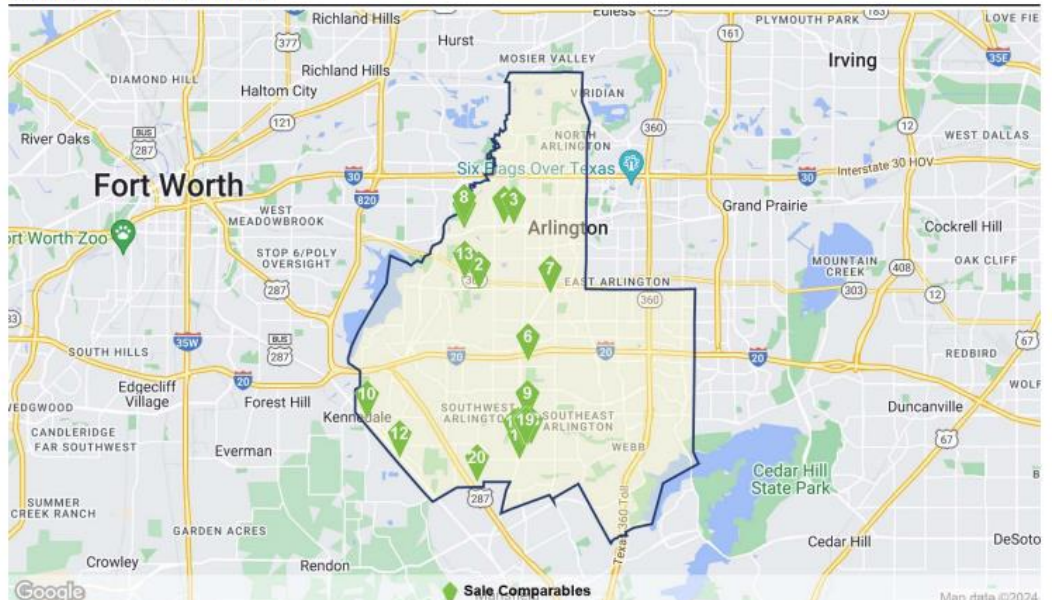 Richland Hills
Euless
183
PLYMOUTH PARK
LOVE FIE
161
377
Hurst
MOSIER VALLEY
Irving
35E
Richland Hills
DIAMOND HILL
Haltom City
VIRIDIAN
121
360
12
River Oaks
BUS
287
NORTH
ARLINGTON
WEST DALLAS
Six Flags Over Texas
Interstate 30 HOV
30
30
Fort Worth
820
8
3
Grand Prairie
WEST
MEADOWBROOK
Arlington
Cockrell Hill
ort Worth Zoo
STOP 6/POLY
OVERSIGHT
13
2
7
EAST ARLINGTON
MOUNTAIN
CREEK
408
OAK CLIFF
287
303
12
360
35W
BUS
287
6
67
SOUTH HILLS
20
20
20
REDBIRD
Edgecliff
Village
20
Forest Hill
10
9
WOLF
VEDGWOOD
Kennedale
SOUTHWEST
ARLINGTON
19
SOUTHEAST
ARLINGTON
Duncanville
CANDLERIDGE
FAR SOUTHWEST
12
1
WEBB
67
Everman
20
Cedar Hill
State Park
287
SUMMER
CREEK RANCH
GARDEN ACRES
Texas 360 Toll
Crowley
Rendon
Cedar Hill
DeSoto
Google
Sale Comparables
Map data ©2024